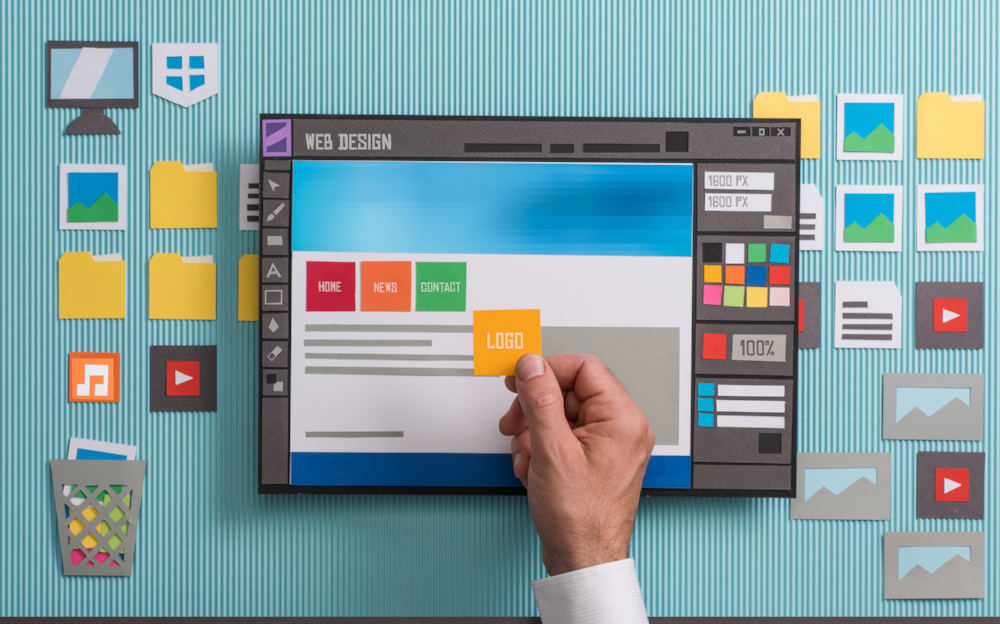 WEB DESIGN
1600 PX
1600 PX
HOME
NEWS
CONTACT
LOGO
100%